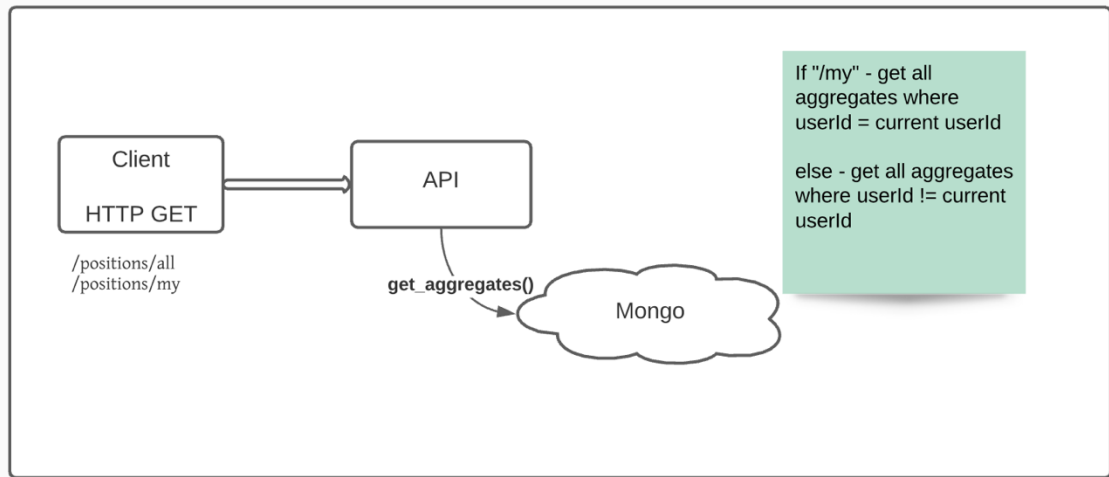 Client
HTTP GET
/positions/all
/positions/my
API
get_aggregates()
Mongo
If "/my" - get all
aggregates where
userId = current userId
else - get all aggregates
where userId != current
userId